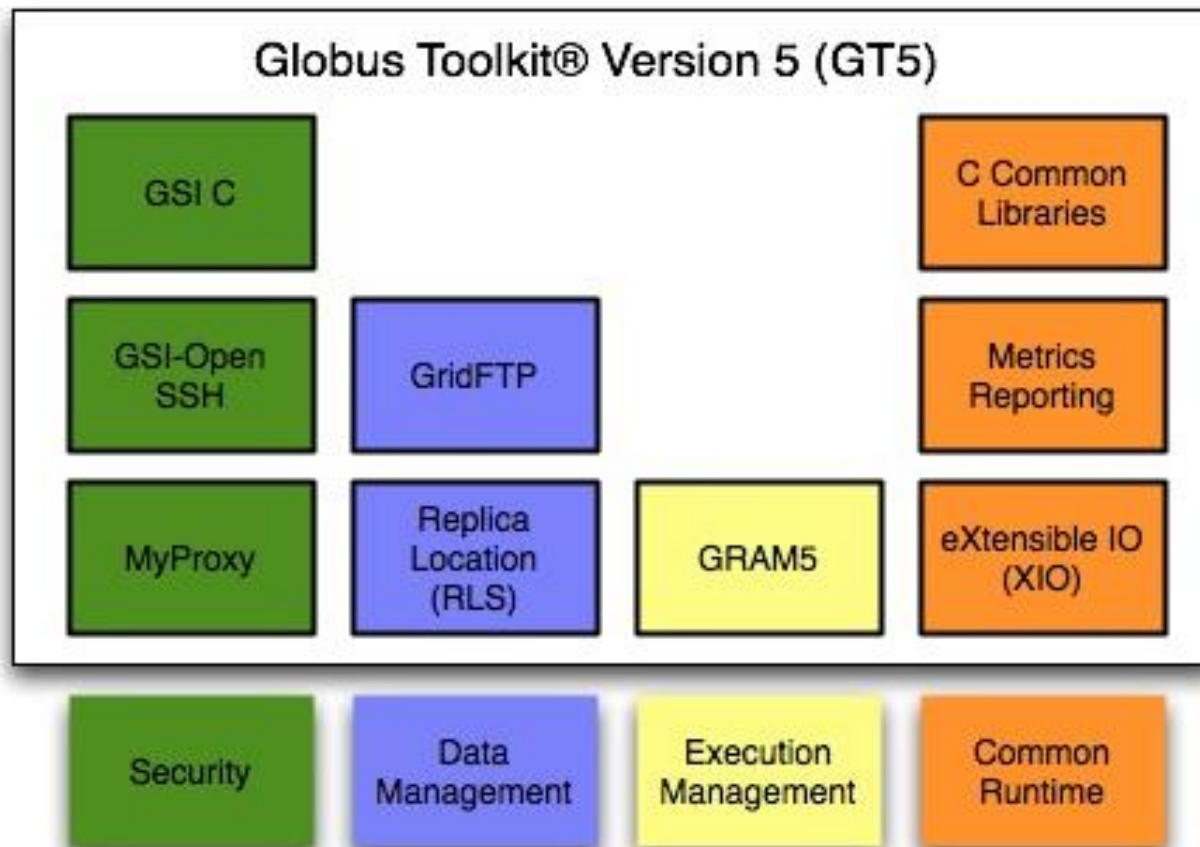 Globus Toolkit® Version 5 (GT5)
GSI C
C Common
Libraries
GSI-Open
SSH
GridFTP
Metrics
Reporting
MyProxy
Replica
Location
(RLS)
GRAM5
eXtensible IO
(XIO)
Security
Data
Management
Execution
Management
Common
Runtime